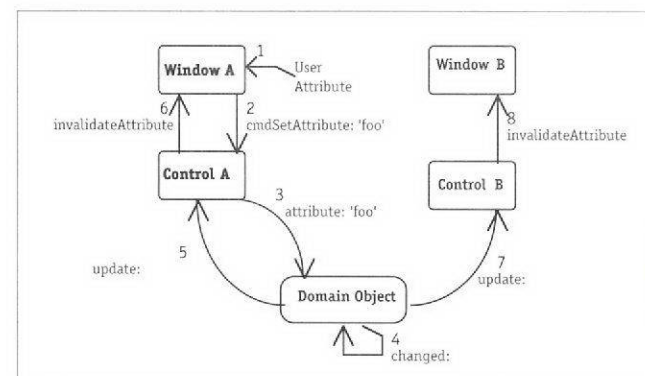 1
Window A
User
Attribute
Window B
6
invalidateAttribute
2
cmdSetAttribute: 'foo'
8
invalidateAttribute
Control A
Control B
3
attribute: 'foo'
5
update:
7
update:
Domain Object
4
changed: